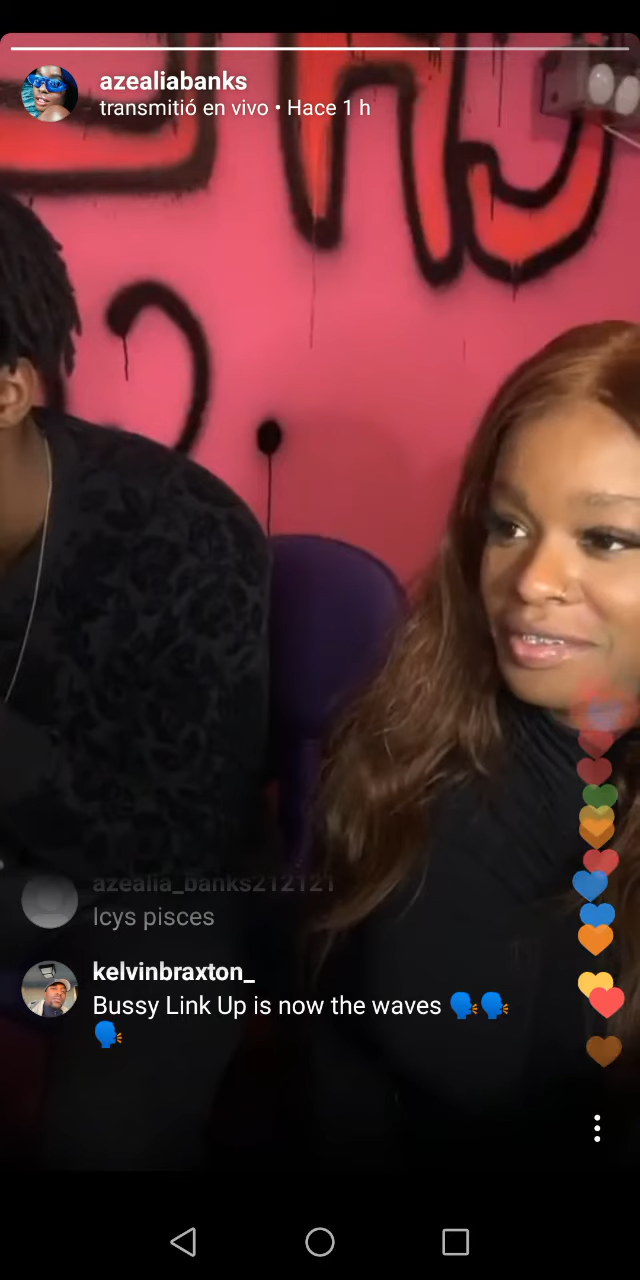 azealiabanks
transmitió en vivo • Hace 1 h
azealia_banks212121
Icys pisces
kelvinbraxton_
Bussy Link Up is now the waves 🗣️🗣️
🗣️